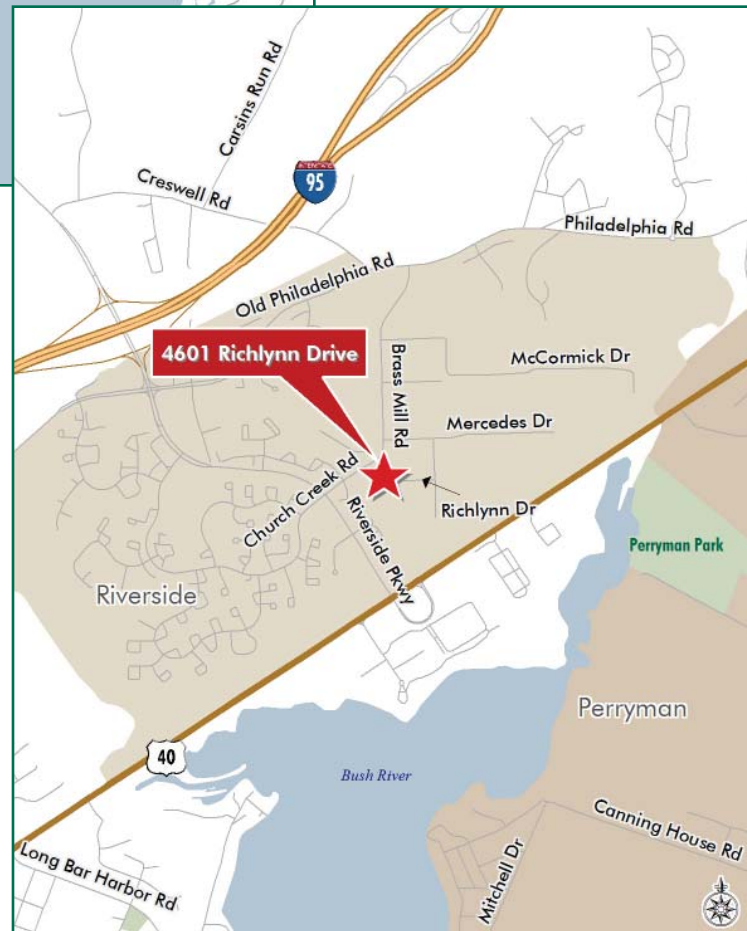 Carsins Run Rd
INTERSTATE
95
Creswell Rd
Philadelphia Rd
Old Philadelphia Rd
4601 Richlynn Drive
Brass Mill Rd
McCormick Dr
Mercedes Dr
Church Creek Rd
Richlynn Dr
Riverside Pkwy
Perryman Park
Riverside
Perryman
40
Bush River
Canning House Rd
Long Bar Harbor Rd
Mitchell Dr